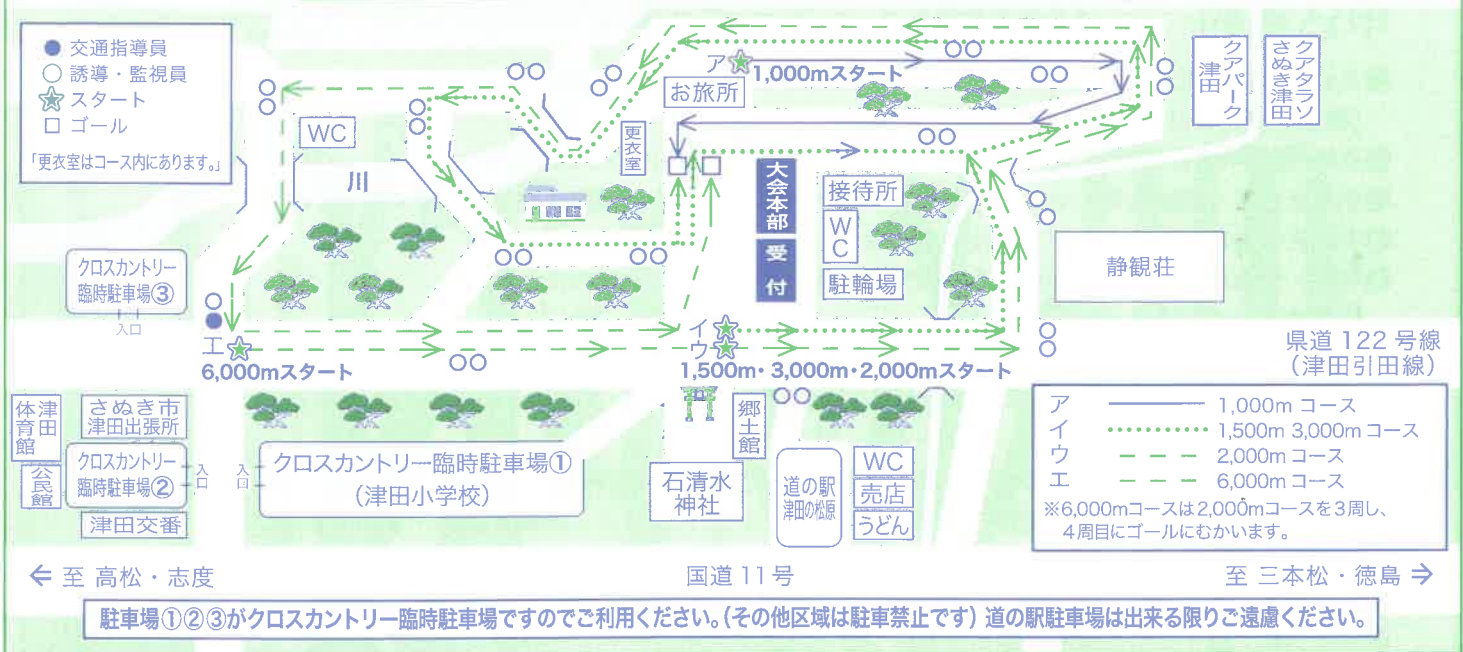 交通指導員
誘導・監視員
スタート
ゴール
「更衣室はコース内にあります。」
ア
1,000mスタート
お旅所
クアパーク
津田
クアタラソ
さぬき津田
WC
更衣室
川
大会本部
受付
接待所
WC
駐輪場
静観荘
クロスカントリー
臨時駐車場③
入口
エ
6,000mスタート
イ
ウ
1,500m・3,000m・2,000mスタート
県道122号線
(津田引田線)
津田
体育館
さぬき市
津田出張所
公民館
クロスカントリー
臨時駐車場②
入口
津田交番
入口
クロスカントリー臨時駐車場①
(津田小学校)
石清水
神社
郷土館
道の駅
津田の松原
WC
売店
うどん
ア 1,000m コース
イ 1,500m 3,000m コース
ウ 2,000m コース
エ 6,000m コース
※6,000mコースは2,000mコースを3周し、
4周目にゴールにむかいます。
← 至 高松・志度
国道11号
至 三本松・徳島 →
駐車場①②③がクロスカントリー臨時駐車場ですのでご利用ください。(その他区域は駐車禁止です) 道の駅駐車場は出来る限りご遠慮ください。